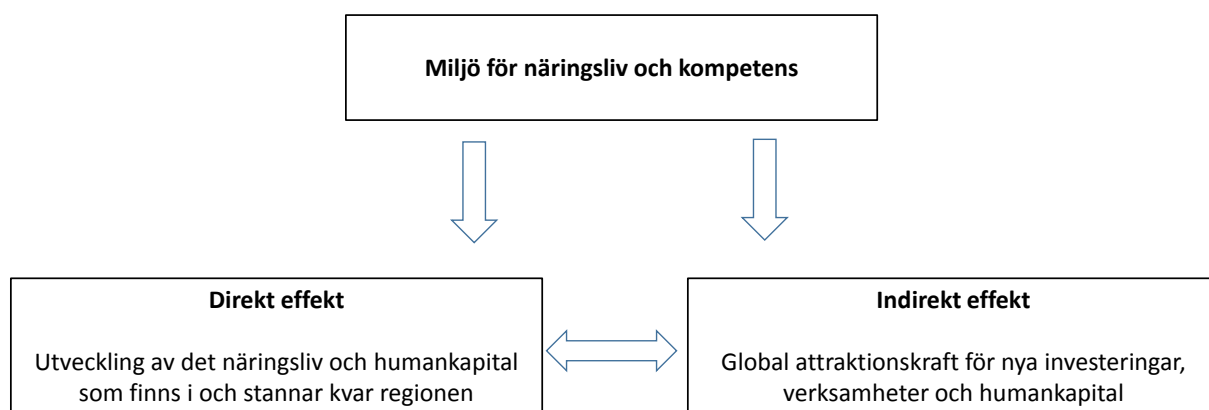 Miljö för näringsliv och kompetens
Direkt effekt
Utveckling av det näringsliv och humankapital
som finns i och stannar kvar regionen
Indirekt effekt
Global attraktionskraft för nya investeringar,
verksamheter och humankapital